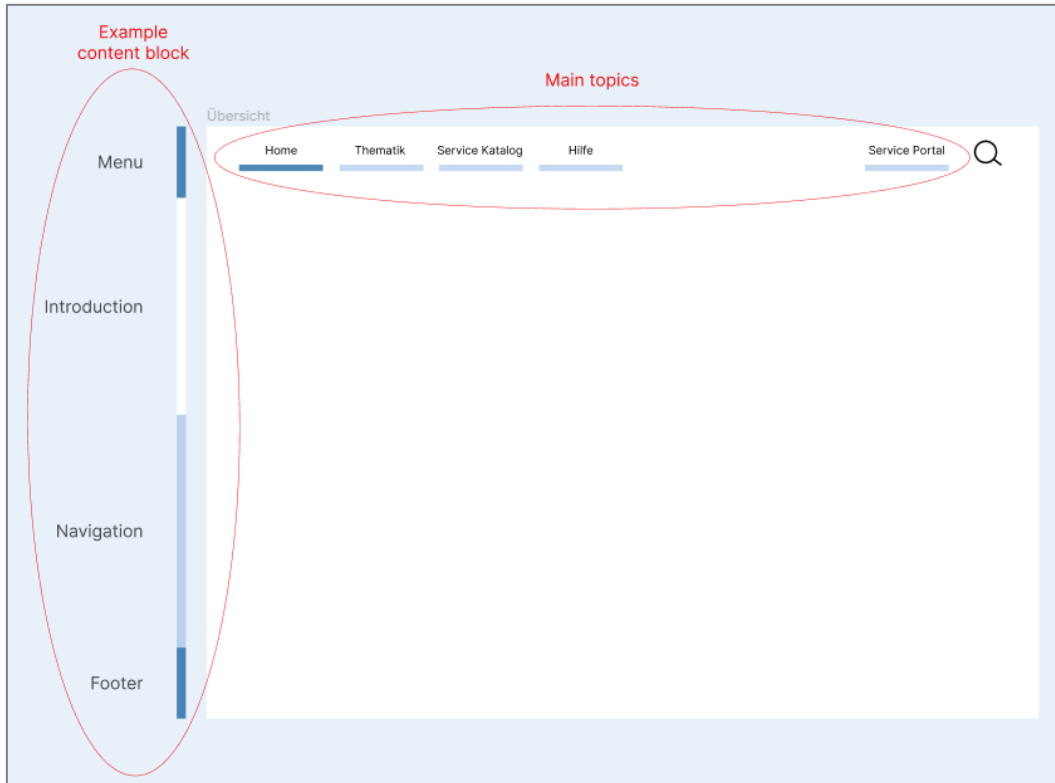 Example
content block
Main topics
Übersicht
Menu
Home Thematik Service Katalog Hilfe Service Portal
Introduction
Navigation
Footer